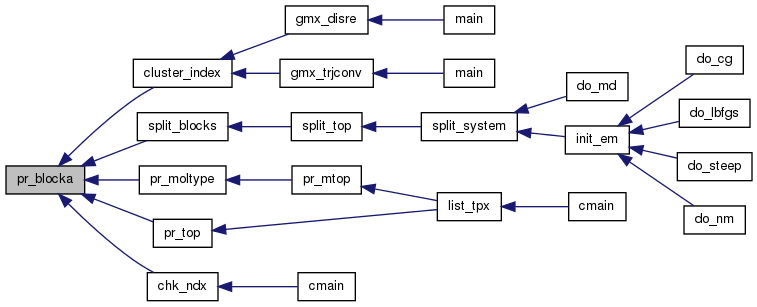 gmx_disre
main
cluster_index
gmx_trjconv
main
do_cg
do_md
do_lbfgs
split_blocks
split_top
split_system
init_em
do_steep
pr_blocka
pr_moltype
pr_mtop
list_tpx
cmain
do_nm
pr_top
chk_ndx
cmain